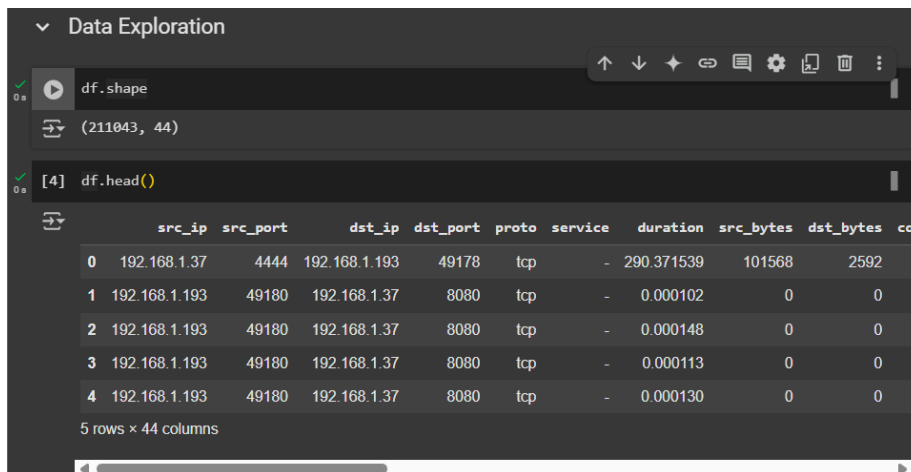 Data Exploration
0s df.shape
(211043, 44)
0s [4] df.head()
src_ip src_port dst_ip dst_port proto service duration src_bytes dst_bytes co
0 192.168.1.37 4444 192.168.1.193 49178 tcp - 290.371539 101568 2592
1 192.168.1.193 49180 192.168.1.37 8080 tcp - 0.000102 0 0
2 192.168.1.193 49180 192.168.1.37 8080 tcp - 0.000148 0 0
3 192.168.1.193 49180 192.168.1.37 8080 tcp - 0.000113 0 0
4 192.168.1.193 49180 192.168.1.37 8080 tcp - 0.000130 0 0
5 rows × 44 columns